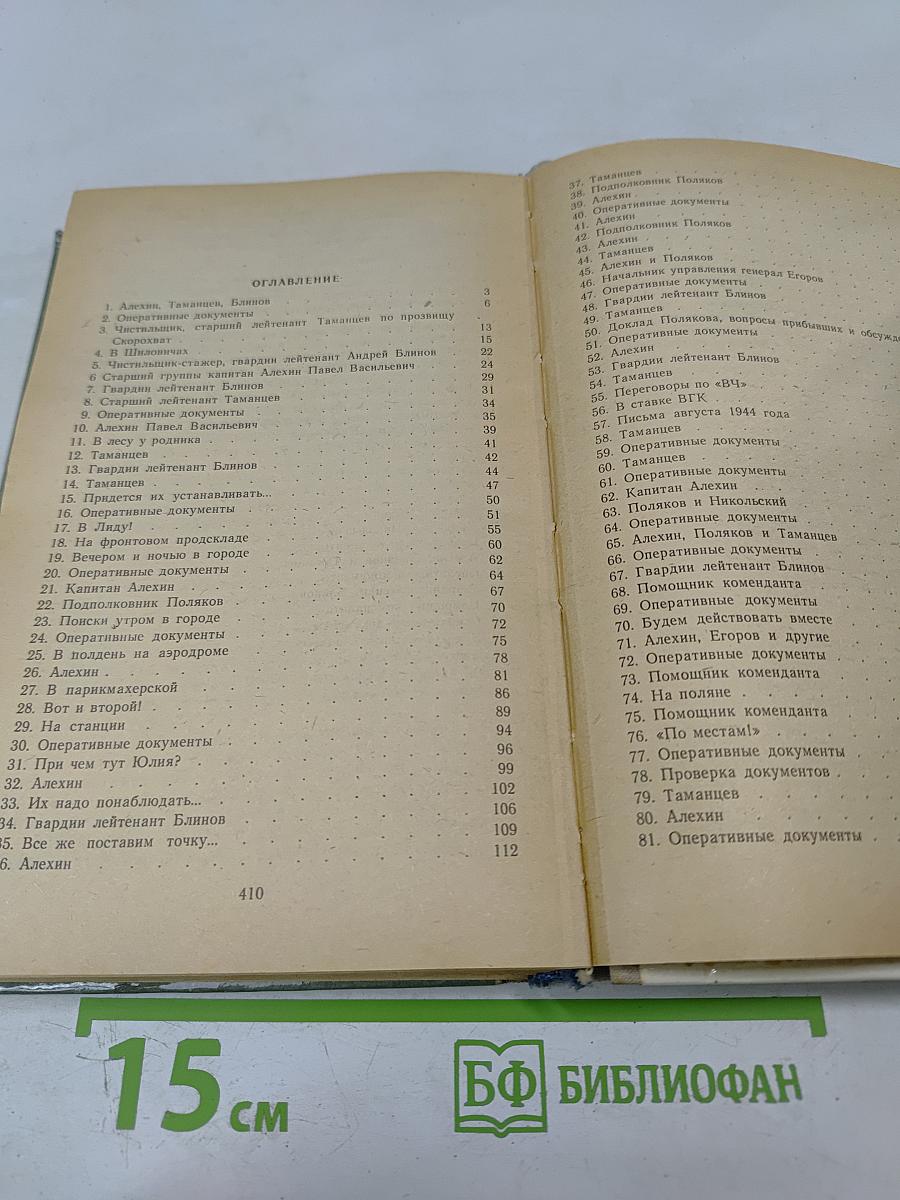 ОГЛАВЛЕНИЕ
1. Алехин, Таманцев, Блинов 3
2. Оперативные документы 6
3. Чистильщик, старший лейтенант Таманцев по прозвищу
Скорохват 13
4. В Шиловичах 15
5. Чистильщик-стажер, гвардии лейтенант Андрей Блинов 22
6 Старший группы капитан Алехин Павел Васильевич 24
7. Гвардии лейтенант Блинов 29
8. Старший лейтенант Таманцев 31
9. Оперативные документы 34
10. Алехин Павел Васильевич 35
11. В лесу у родника 39
12. Таманцев 41
13. Гвардии лейтенант Блинов 42
14. Таманцев 44
15. Придется их устанавливать... 47
16. Оперативные документы 50
17. В Лиду! 51
18. На фронтовом продскладе 55
19. Вечером и ночью в городе 60
20. Оперативные документы 62
21. Капитан Алехин 64
22. Подполковник Поляков 67
23. Поиски утром в городе 70
24. Оперативные документы 72
25. В полдень на аэродроме 75
26. Алехин 78
27. В парикмахерской 81
28. Вот и второй! 86
29. На станции 89
30. Оперативные документы 94
31. При чем тут Юлия? 96
32. Алехин 99
33. Их надо понаблюдать... 102
34. Гвардии лейтенант Блинов 106
35. Все же поставим точку... 109
6. Алехин 112
410
37. Таманцев
38. Подполковник Поляков
39. Алехин
40. Оперативные документы
41. Алехин
42. Подполковник Поляков
43. Алехин
44. Таманцев
45. Алехин и Поляков
46. Начальник управления генерал Егоров
47. Оперативные документы
48. Гвардии лейтенант Блинов
49. Таманцев
50. Доклад Полякова, вопросы прибывших и обсужде
51. Оперативные документы
52. Алехин
53. Гвардии лейтенант Блинов
54. Таманцев
55. Переговоры по «ВЧ»
56. В ставке ВГК
57. Письма августа 1944 года
58. Таманцев
59. Оперативные документы
60. Таманцев
61. Оперативные документы
62. Капитан Алехин
63. Поляков и Никольский
64. Оперативные документы
65. Алехин, Поляков и Таманцев
66. Оперативные документы
67. Гвардии лейтенант Блинов
68. Помощник коменданта
69. Оперативные документы
70. Будем действовать вместе
71. Алехин, Егоров и другие
72. Оперативные документы
73. Помощник коменданта
74. На поляне
75. Помощник коменданта
76. «По местам!»
77. Оперативные документы
78. Проверка документов
79. Таманцев
80. Алехин
81. Оперативные документы
15 см
БФ БИБЛИОФАН